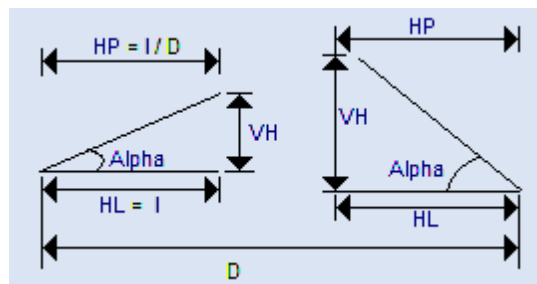 HP = I / D
HP
VH
VH
Alpha
Alpha
HL = I
HL
D